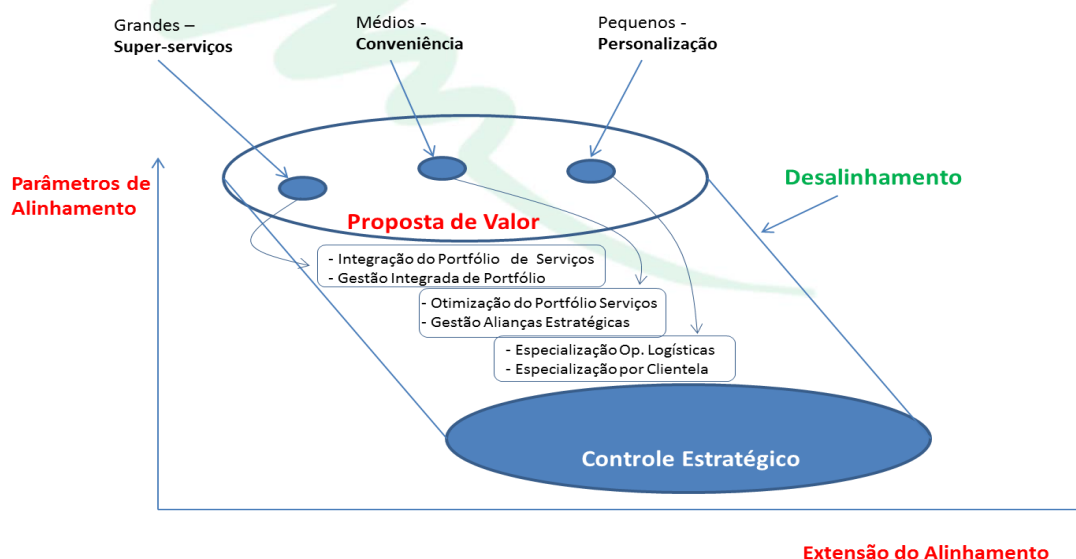 Grandes –
Super-serviços
Médios -
Conveniência
Pequenos -
Personalização
Parâmetros de
Alinhamento
Desalinhamento
Proposta de Valor
- Integração do Portfólio de Serviços
- Gestão Integrada de Portfólio
- Otimização do Portfólio Serviços
- Gestão Alianças Estratégicas
- Especialização Op. Logísticas
- Especialização por Clientela
Controle Estratégico
Extensão do Alinhamento